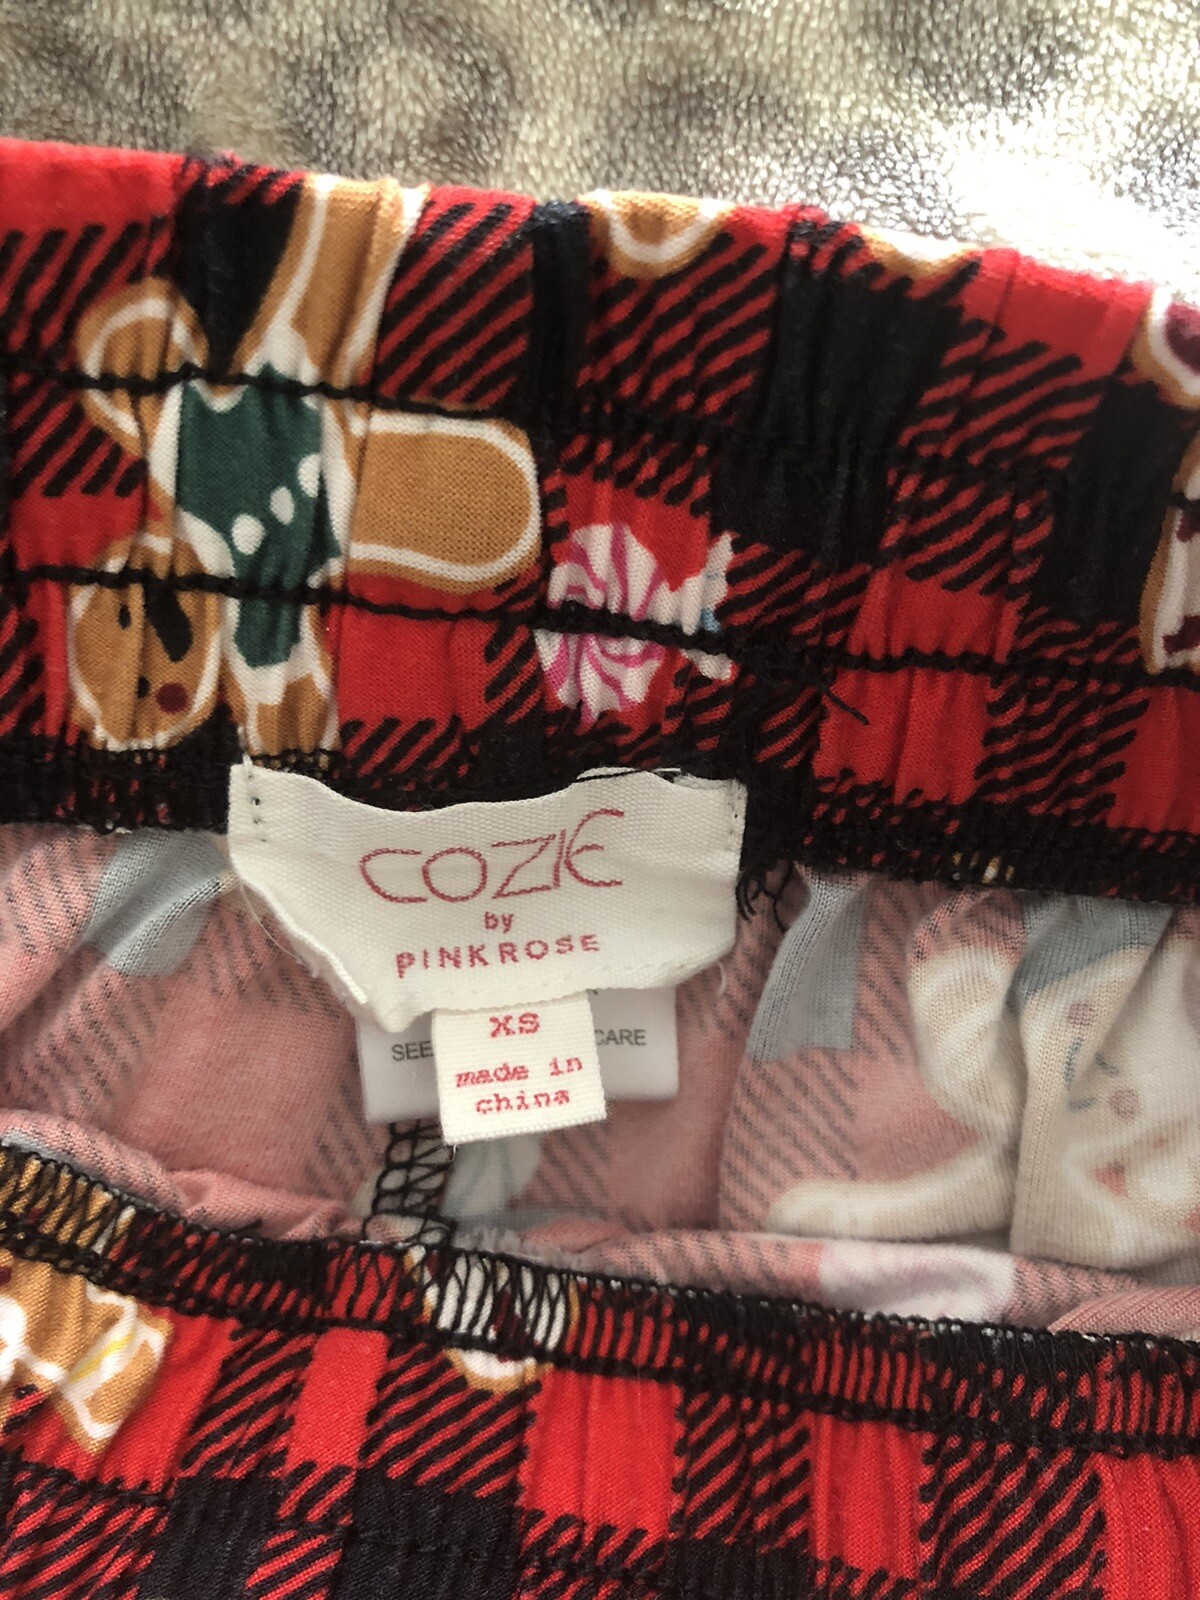 COZIE
by
PINKROSE
XS
made in
china
SEE
CARE